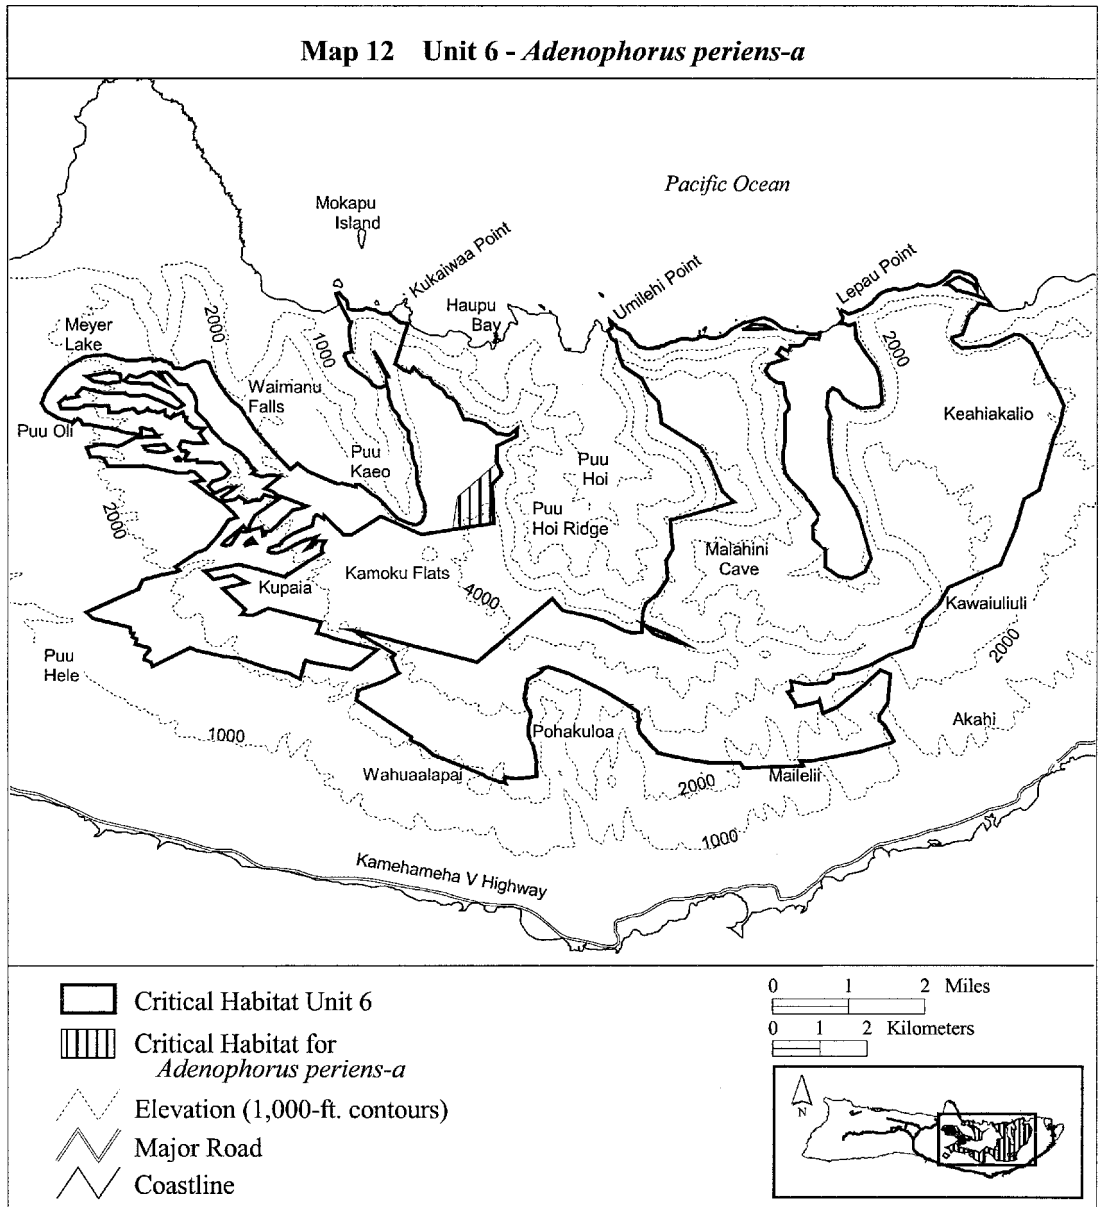 Map 12 Unit 6 - Adenophorus periens-a
Pacific Ocean
Mokapu
Island
Kukaiwaa Point
Haupu
Bay
Umilehi Point
Lepau Point
Meyer
Lake
2000
1000
2000
Waimanu
Falls
Keahiakalio
Puu Oli
Puu
Kaeo
Puu
Hoi
2000
Puu
Hoi Ridge
Malahini
Cave
Kupaia
Kamoku Flats
4000
Kawaiuliuli
2000
Puu
Hele
1000
Pohakuloa
Akahi
Wahuaalapai
2000
Mailelii
1000
Kamehameha V Highway
Critical Habitat Unit 6
Critical Habitat for
Adenophorus periens-a
Elevation (1,000-ft. contours)
Major Road
Coastline
0 1 2 Miles
0 1 2 Kilometers
N